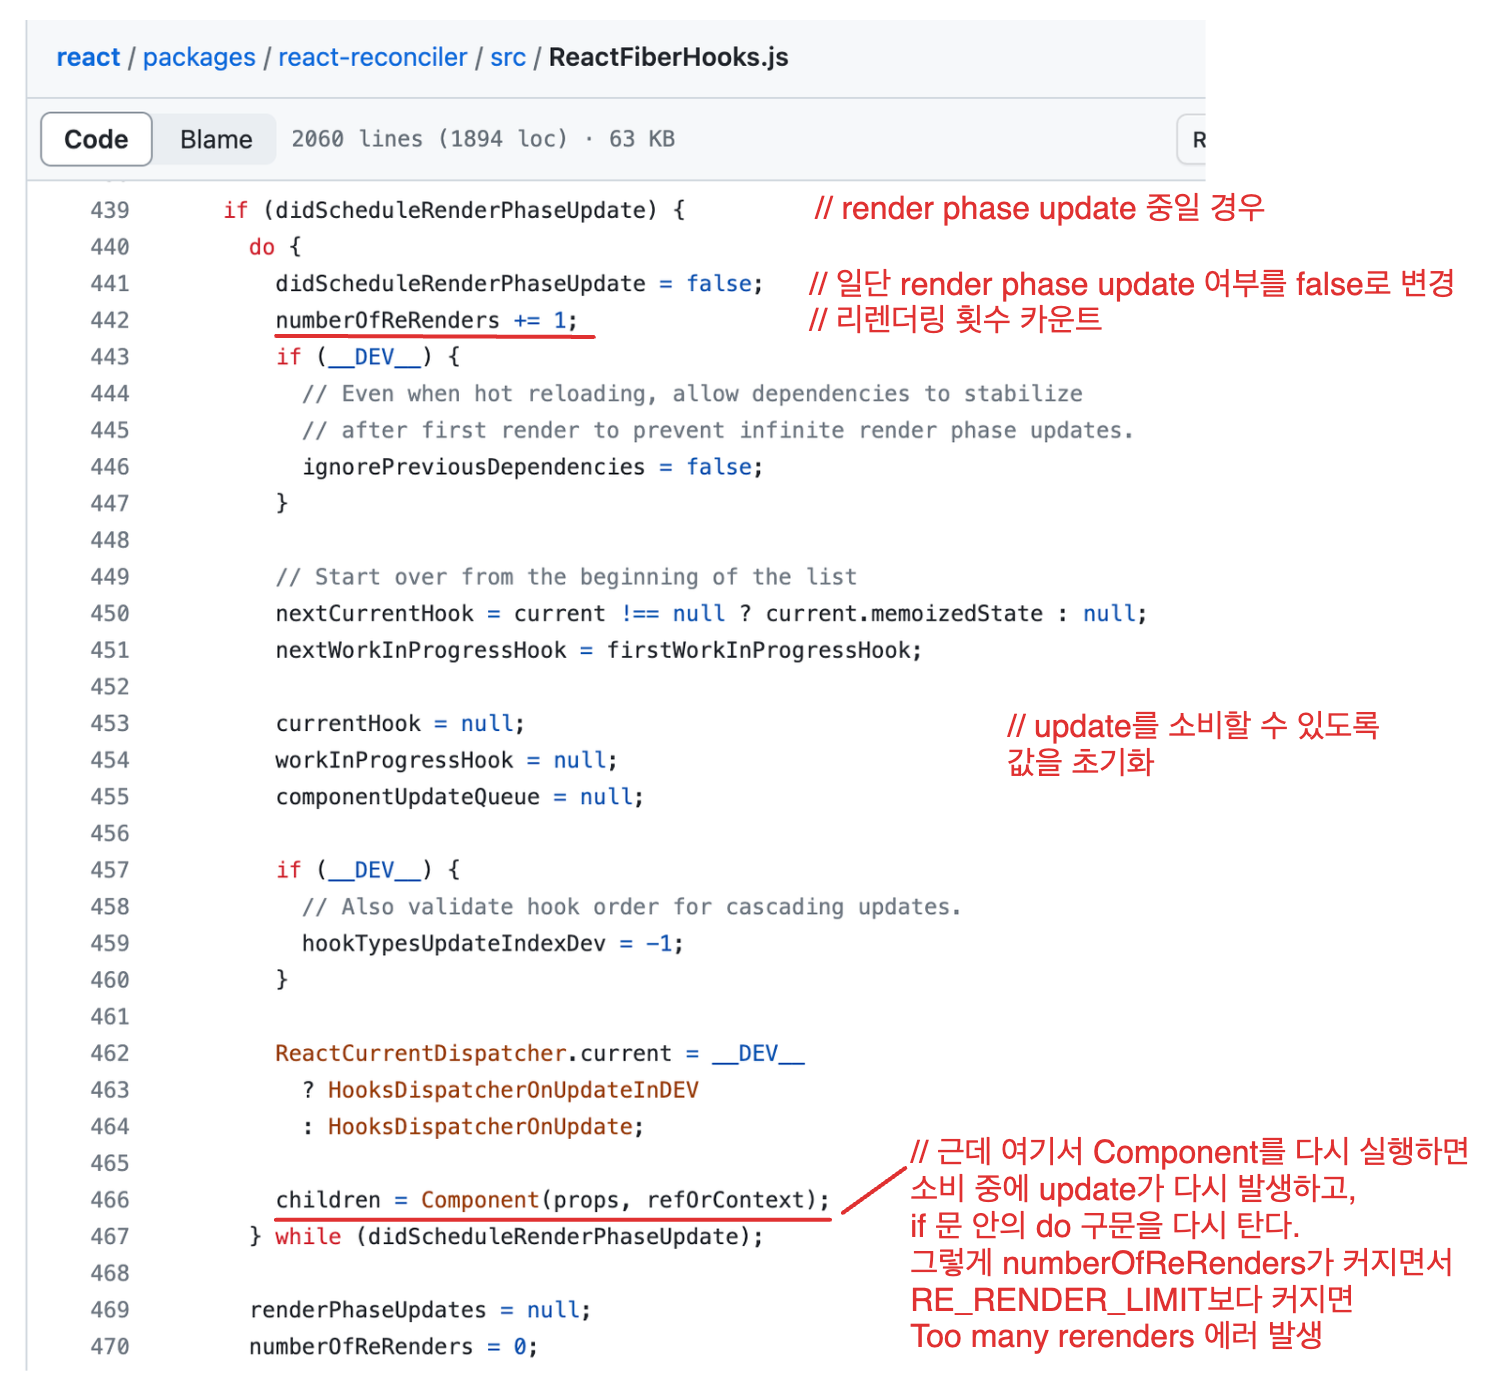 react / packages / react-reconciler / src / ReactFiberHooks.js
Code Blame 2060 lines (1894 loc) · 63 KB R
439 if (didScheduleRenderPhaseUpdate) { // render phase update 중일 경우
440 do {
441 didScheduleRenderPhaseUpdate = false; // 일단 render phase update 여부를 false로 변경
442 numberOfReRenders += 1; // 리렌더링 횟수 카운트
443 if (__DEV__) {
444 // Even when hot reloading, allow dependencies to stabilize
445 // after first render to prevent infinite render phase updates.
446 ignorePreviousDependencies = false;
447 }
448
449 // Start over from the beginning of the list
450 nextCurrentHook = current !== null ? current.memoizedState : null;
451 nextWorkInProgressHook = firstWorkInProgressHook;
452
453 currentHook = null; // update를 소비할 수 있도록
454 workInProgressHook = null; 값을 초기화
455 componentUpdateQueue = null;
456
457 if (__DEV__) {
458 // Also validate hook order for cascading updates.
459 hookTypesUpdateIndexDev = -1;
460 }
461
462 ReactCurrentDispatcher.current = __DEV__
463 ? HooksDispatcherOnUpdateInDEV
464 : HooksDispatcherOnUpdate;
465
466 children = Component(props, refOrContext);
467 } while (didScheduleRenderPhaseUpdate);
468
469 renderPhaseUpdates = null;
470 numberOfReRenders = 0;
// 근데 여기서 Component를 다시 실행하면
소비 중에 update가 다시 발생하고,
if 문 안의 do 구문을 다시 탄다.
그렇게 numberOfReRenders가 커지면서
RE_RENDER_LIMIT보다 커지면
Too many rerenders 에러 발생